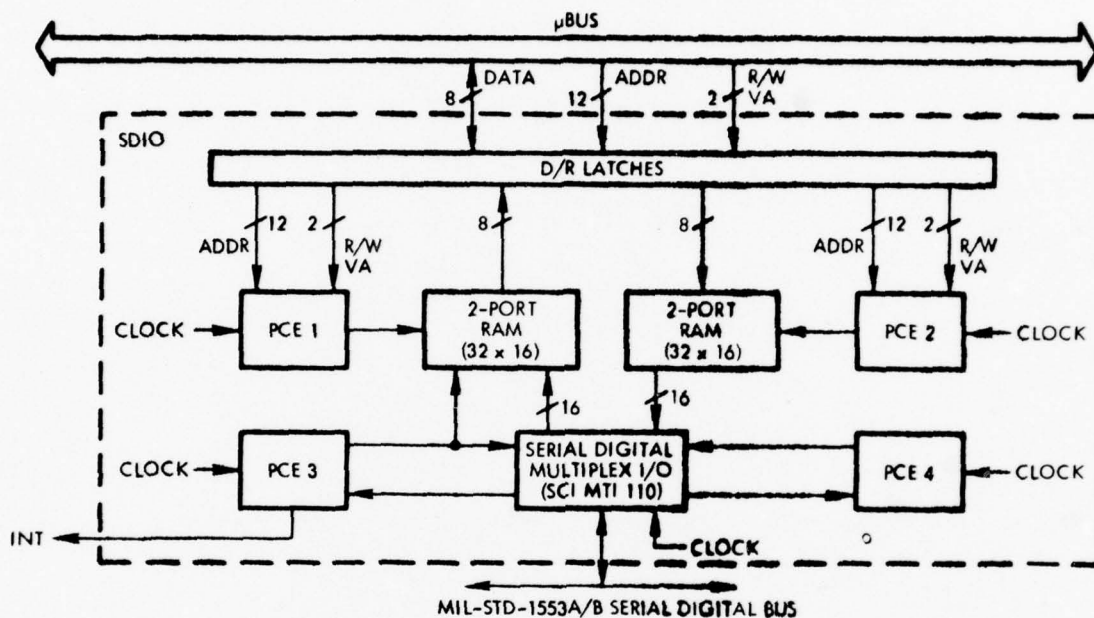 µBUS
DATA
8
ADDR
12
R/W
VA
2
SDIO
D/R LATCHES
12
ADDR
2
R/W
VA
8
8
12
ADDR
2
R/W
VA
CLOCK
PCE 1
2-PORT
RAM
(32 x 16)
2-PORT
RAM
(32 x 16)
PCE 2
CLOCK
16
16
CLOCK
PCE 3
SERIAL DIGITAL
MULTIPLEX I/O
(SCI MTI 110)
PCE 4
CLOCK
INT
CLOCK
MIL-STD-1553A/B SERIAL DIGITAL BUS